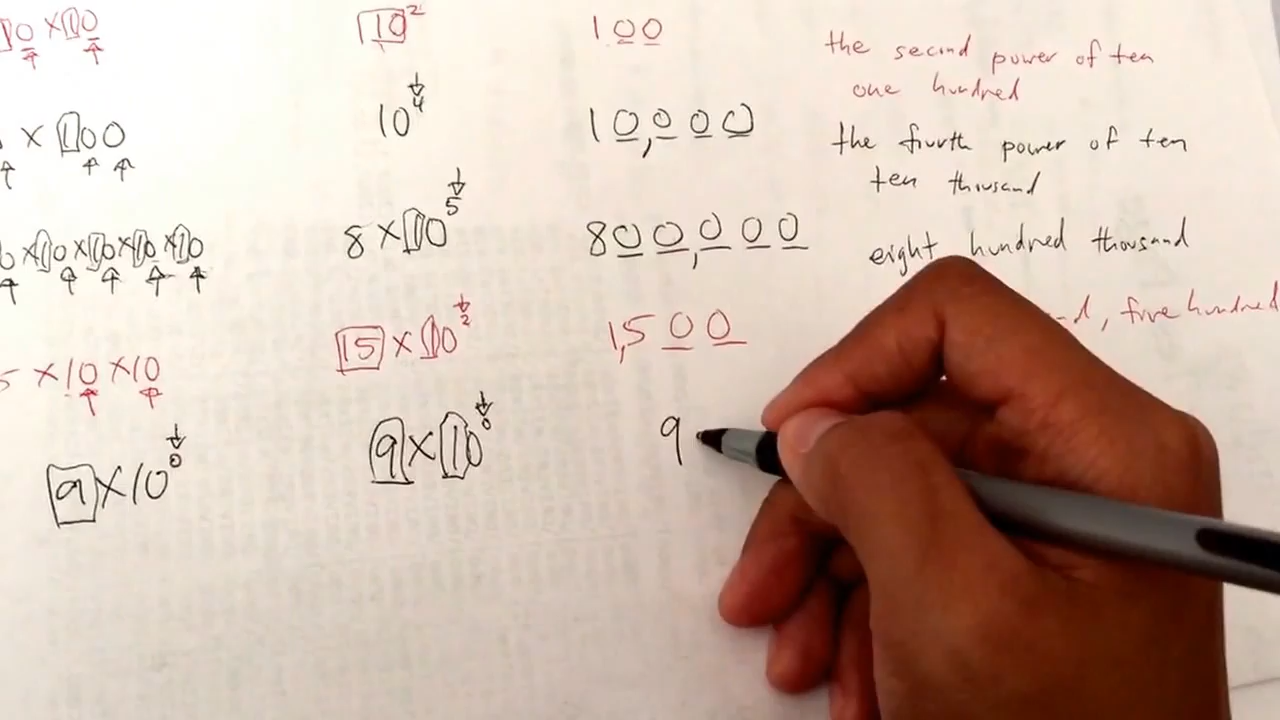 10 × 10 10² 100 the second power of ten
one hundred
× 100 10⁴ 10,000 the fourth power of ten
ten thousand
0 ×10×10×10×10 8 ×10⁵ 800,000 eight hundred thousand
5 ×10 ×10 15 × 10² 1,500 d, five hundred
9 ×10⁰ 9×10⁰ 9